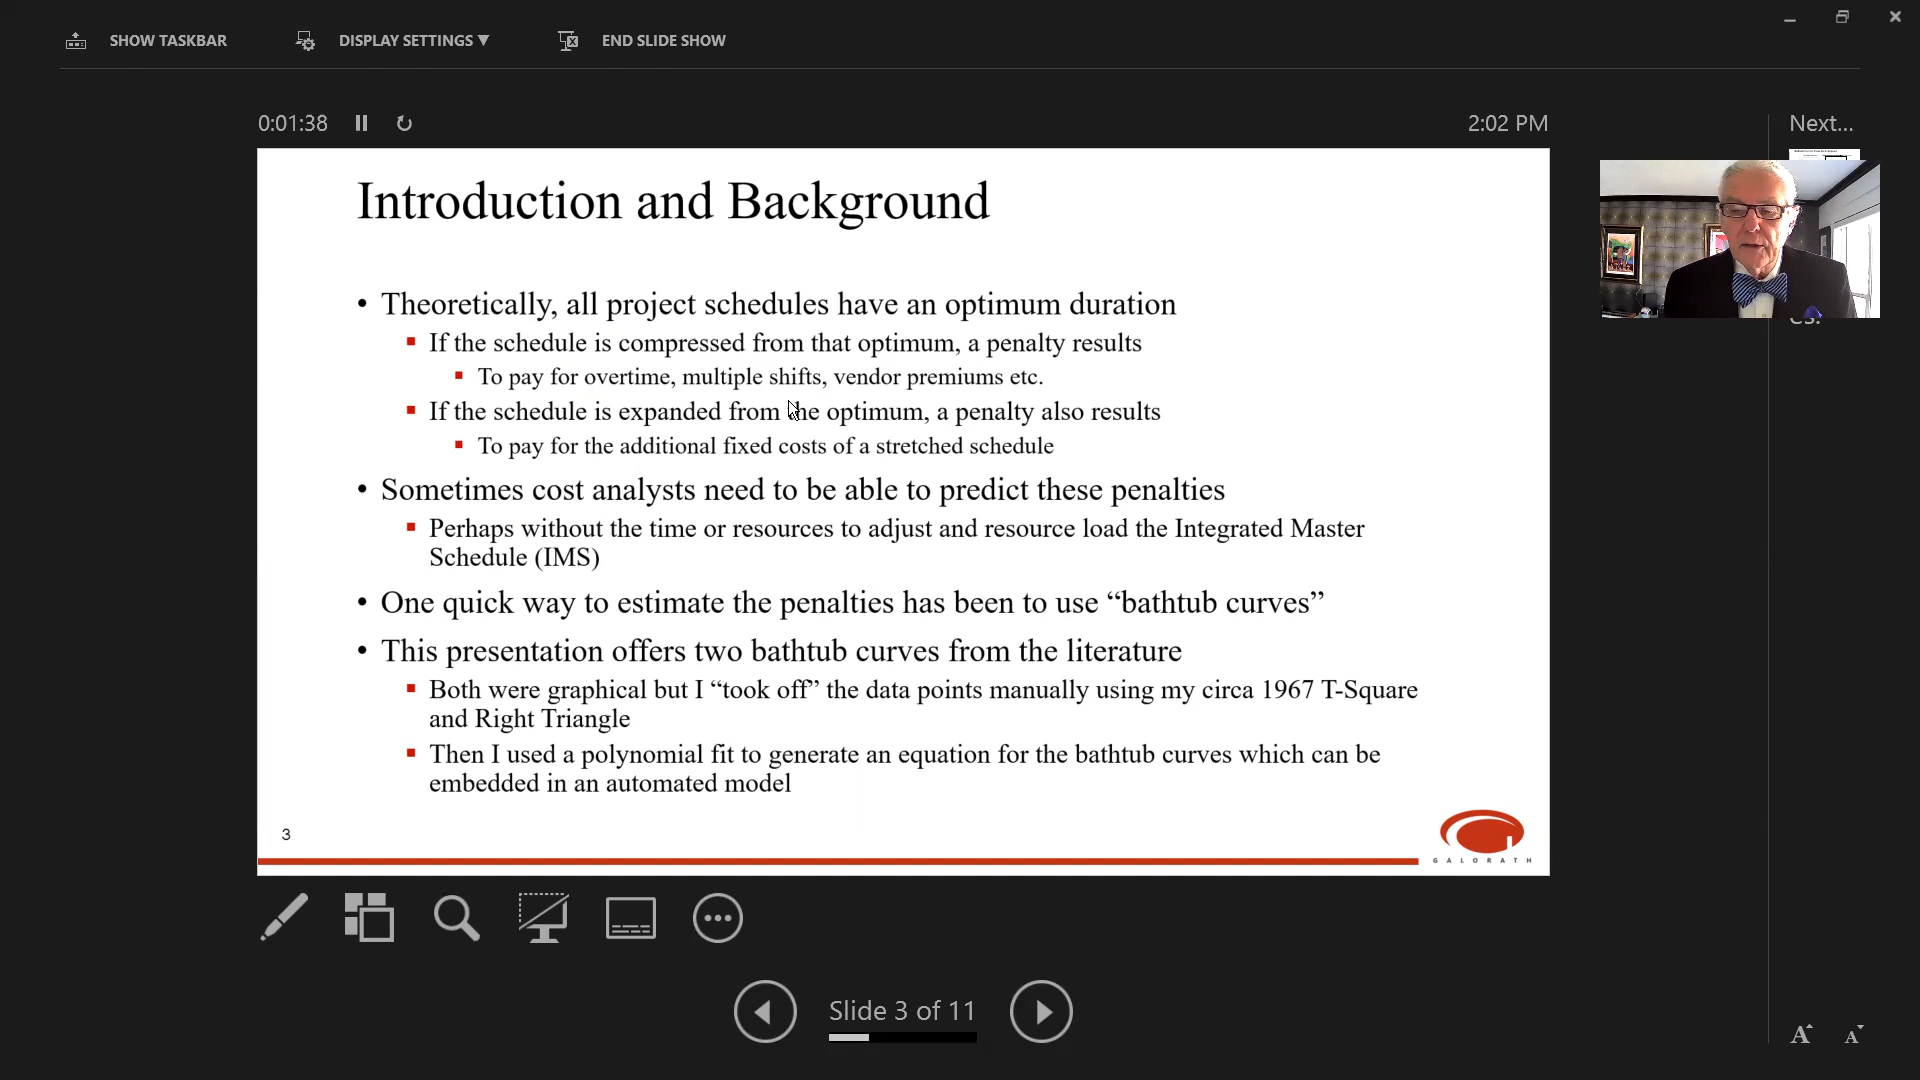 SHOW TASKBAR
DISPLAY SETTINGS ▼
END SLIDE SHOW
0:01:38
2:02 PM
Next...
Introduction and Background
• Theoretically, all project schedules have an optimum duration
▪ If the schedule is compressed from that optimum, a penalty results
▪ To pay for overtime, multiple shifts, vendor premiums etc.
▪ If the schedule is expanded from the optimum, a penalty also results
▪ To pay for the additional fixed costs of a stretched schedule
• Sometimes cost analysts need to be able to predict these penalties
▪ Perhaps without the time or resources to adjust and resource load the Integrated Master
Schedule (IMS)
• One quick way to estimate the penalties has been to use “bathtub curves”
• This presentation offers two bathtub curves from the literature
▪ Both were graphical but I “took off” the data points manually using my circa 1967 T-Square
and Right Triangle
▪ Then I used a polynomial fit to generate an equation for the bathtub curves which can be
embedded in an automated model
3
GALORATH
Slide 3 of 11
A A